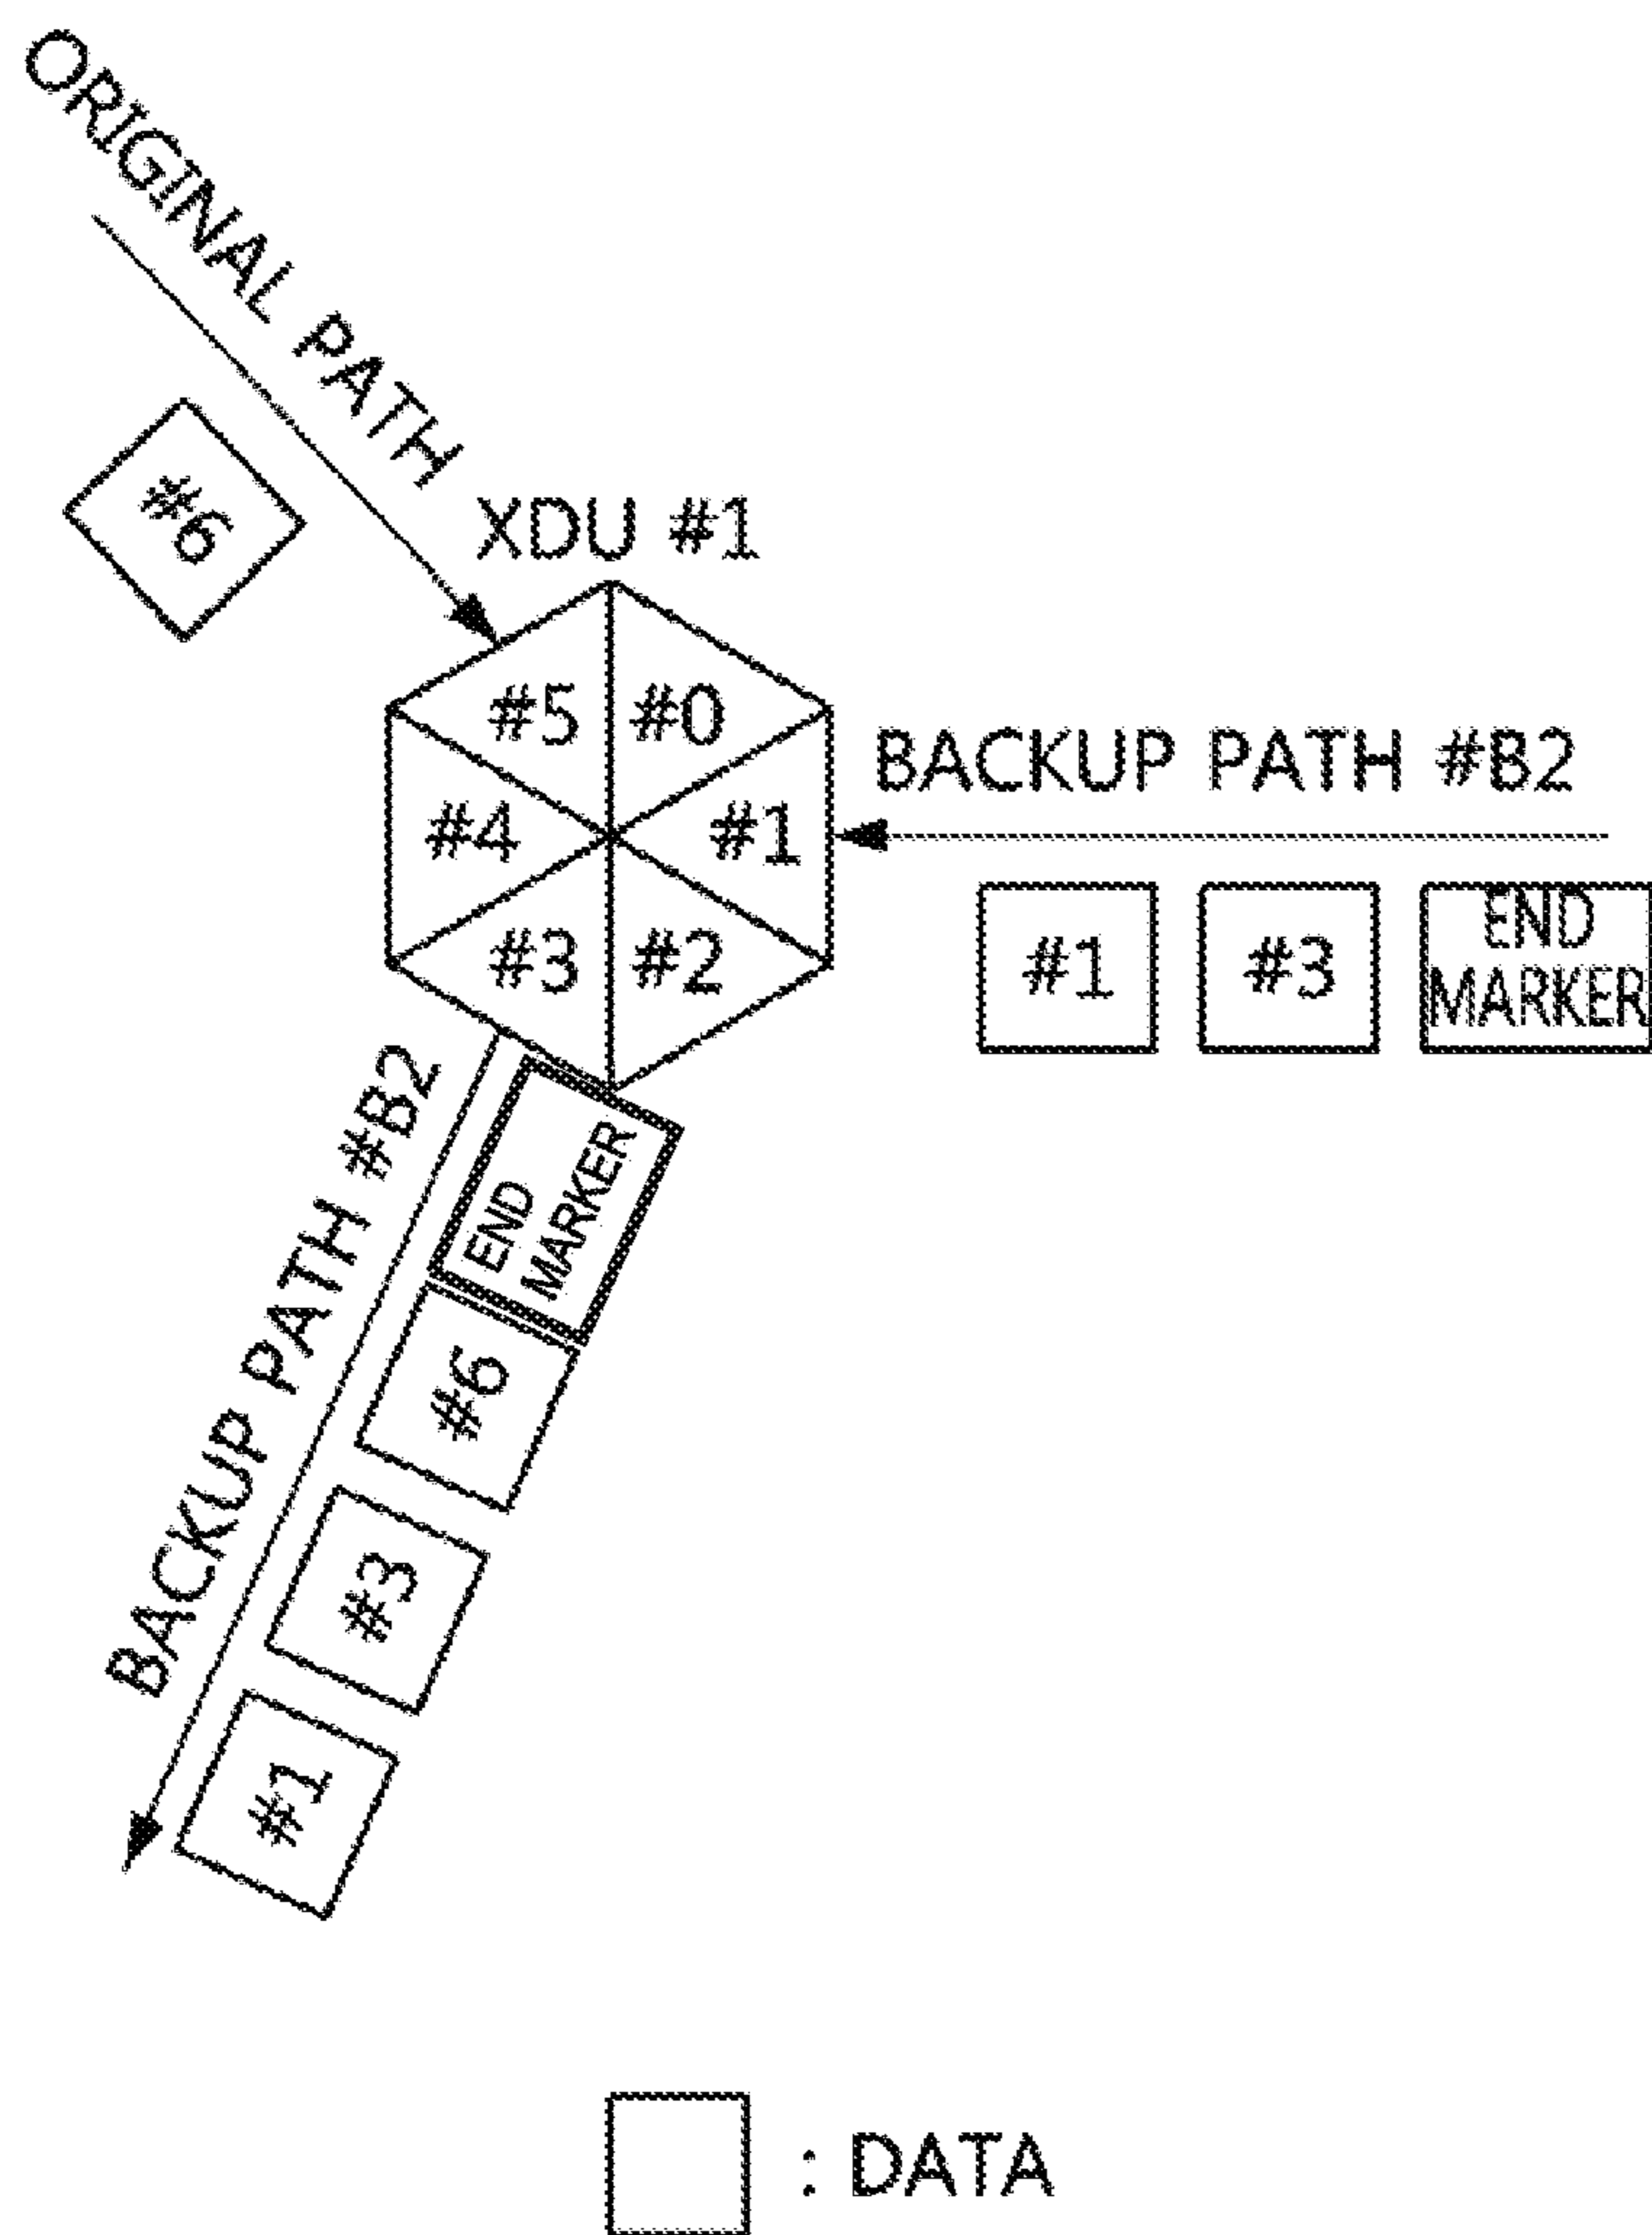 ORIGINAL PATH
#6
XDU #1
#5 #0
#4 #1
#3 #2
BACKUP PATH #B2
#1 #3 END MARKER
BACKUP PATH #B2
END
MARKER
#6
#3
#1
: DATA